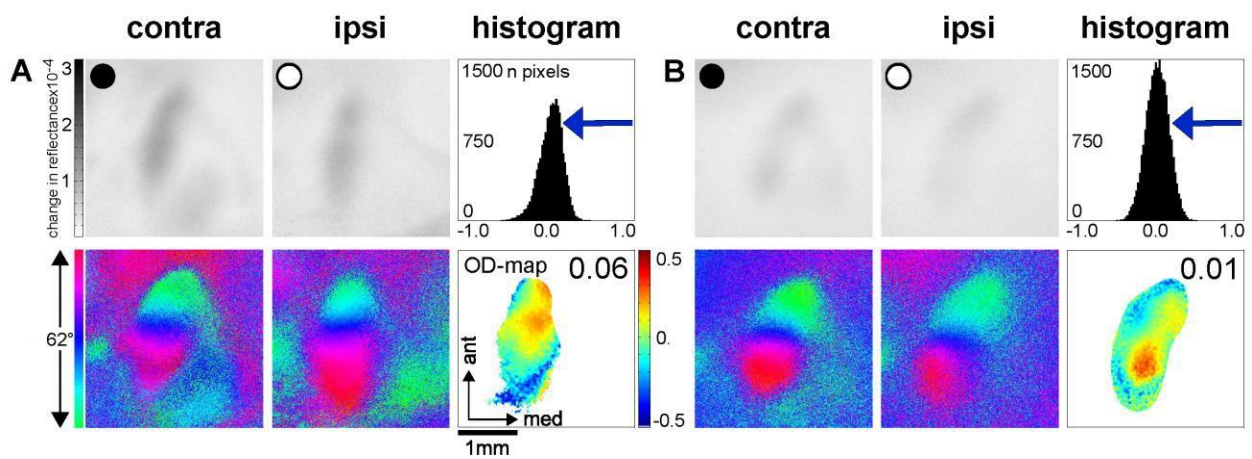 contra ipsi histogram contra ipsi histogram
A
B
change in reflectancex10-4
3
2
1
1500 n pixels
750
0
-1.0 0.0 1.0
1500
750
0
-1.0 0.0 1.0
62°
OD-map 0.06
ant
med
1mm
0.5
0.
-0.5
0.01